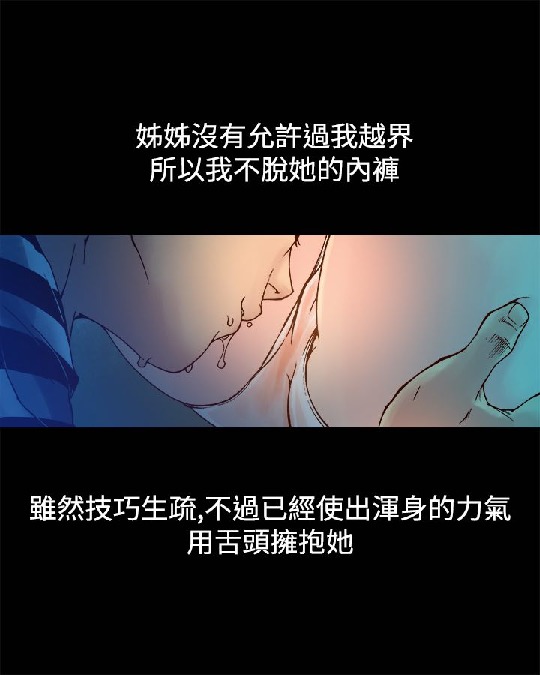 姊姊沒有允許過我越界
所以我不脫她的內褲
雖然技巧生疏,不過已經使出渾身的力氣
用舌頭擁抱她